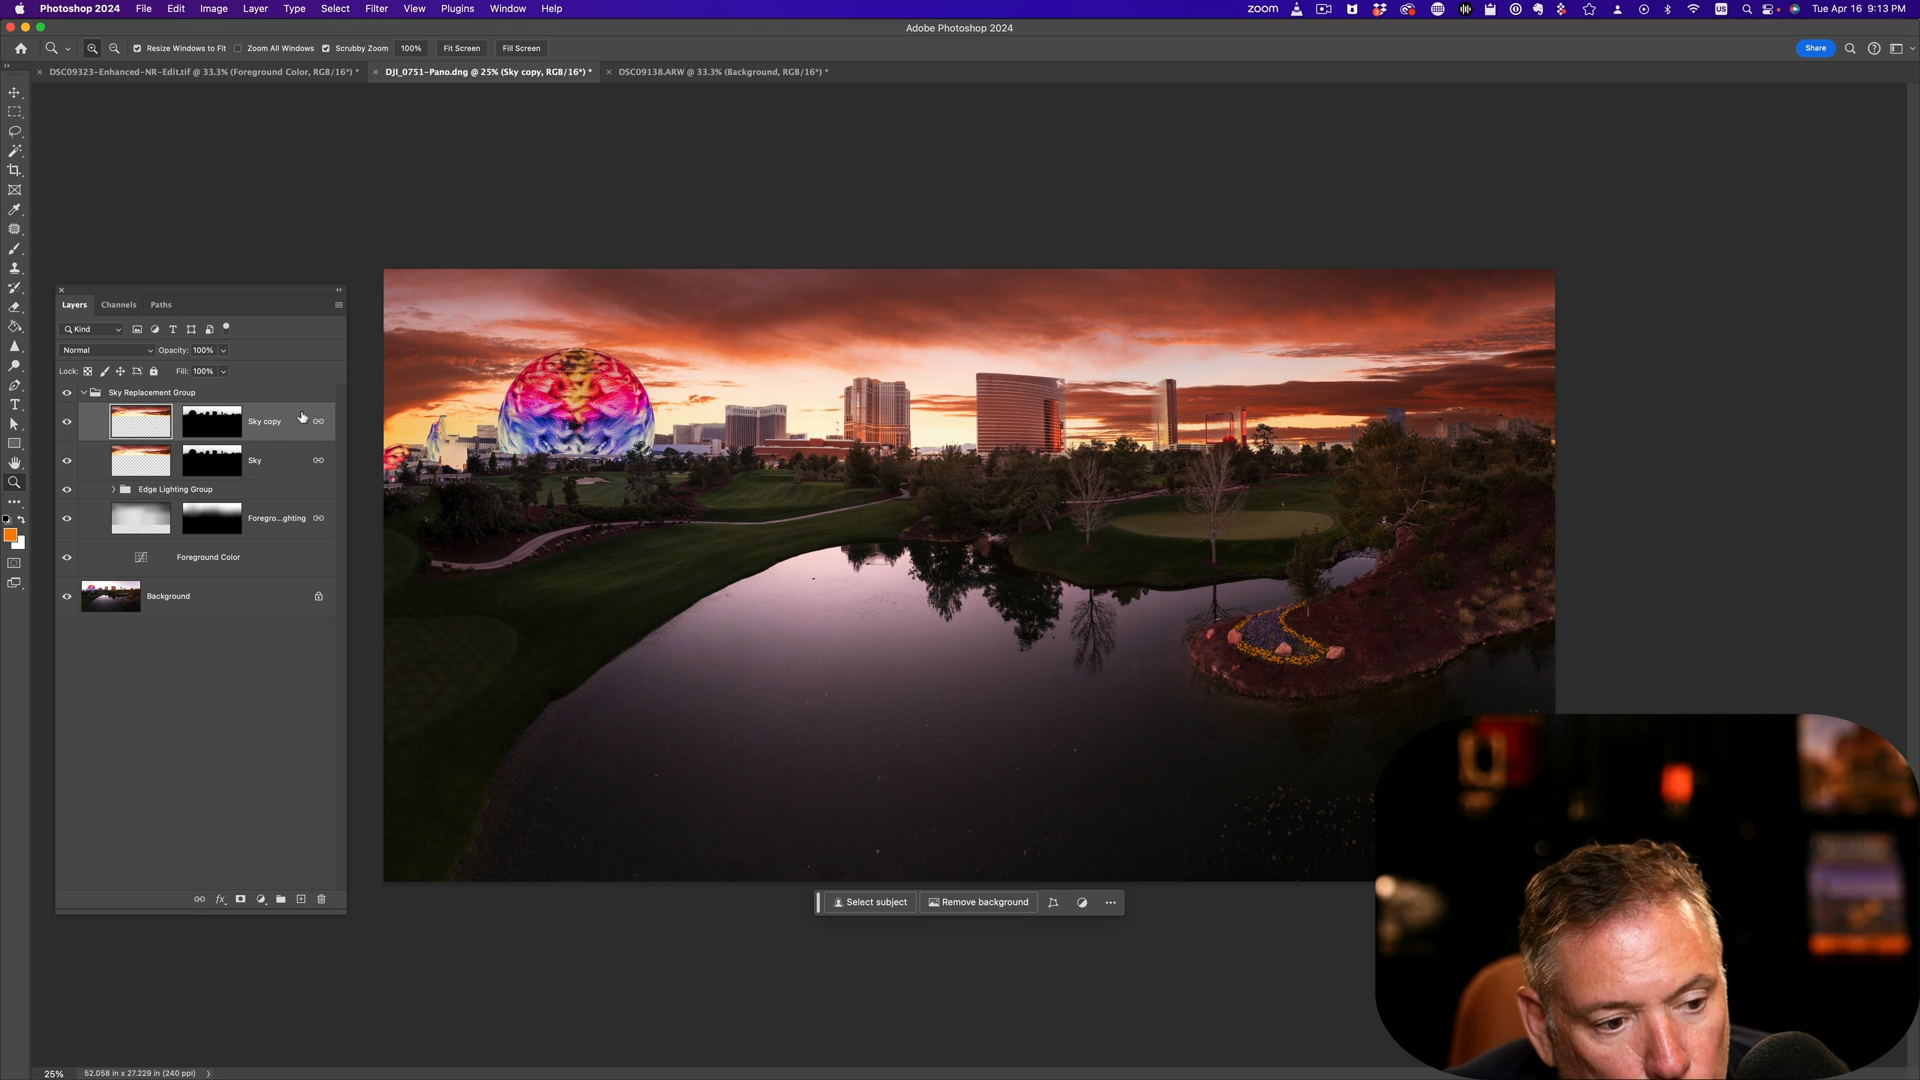 Photoshop 2024 File Edit Image Layer Type Select Filter View Plugins Window Help zoom US Tue Apr 16 9:13 PM
Adobe Photoshop 2024
Resize Windows to Fit Zoom All Windows Scrubby Zoom 100% Fit Screen Fill Screen Share
DSC09323-Enhanced-NR-Edit.tif @ 33.3% (Foreground Color, RGB/16*) * DJI_0751-Pano.dng @ 25% (Sky copy, RGB/16*) * DSC09138.ARW @ 33.3% (Background, RGB/16*) *
Layers Channels Paths
Kind
Normal Opacity: 100%
Lock: Fill: 100%
Sky Replacement Group
Sky copy
Sky
Edge Lighting Group
Foregro...ghting
Foreground Color
Background
fx
Select subject Remove background
25% 52.058 in x 27.229 in (240 ppi)